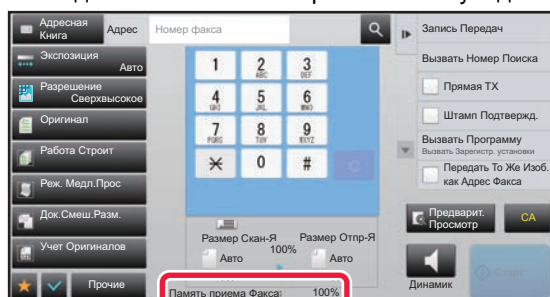 Адресная
Книга
Адрес
Номер факса
Экспозиция
Авто
Разрешение
Сверхвысокое
Оригинал
Работа Строит
Реж. Медл.Прос
Док.Смеш.Разм.
Учет Оригиналов
Прочие
1
2
ABC
3
DEF
4
GHI
5
JKL
6
MNO
7
PQRS
8
TUV
9
WXYZ
0
#
C
Размер Скан-Я
100%
Размер Отпр-Я
Авто
Авто
Память приема Факса:
100%
Запись Передач
Вызвать Номер Поиска
Прямая TX
Штамп Подтвержд.
Вызвать Программу
Вызвать Зарегистр. установки
Передать То Же Изоб.
как Адрес Факса
Предварит.
Просмотр
CA
Динамик
Старт